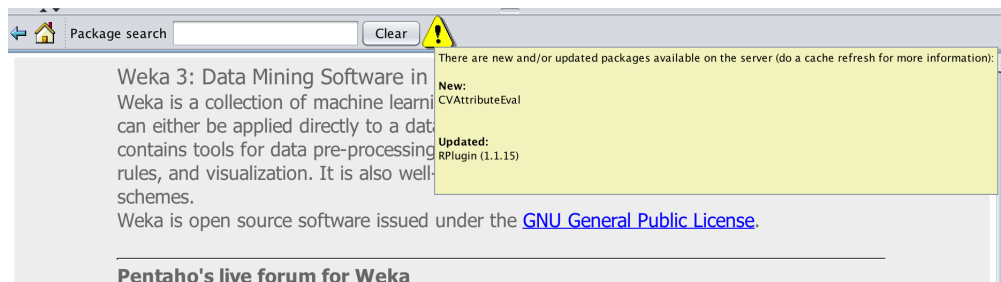 Package search
Clear
There are new and/or updated packages available on the server (do a cache refresh for more information):
New:
CVAttributeEval
Updated:
RPlugin (1.1.15)
Weka 3: Data Mining Software in
Weka is a collection of machine learni
can either be applied directly to a data
contains tools for data pre-processing
rules, and visualization. It is also well-
schemes.
Weka is open source software issued under the GNU General Public License.
Pentaho's live forum for Weka